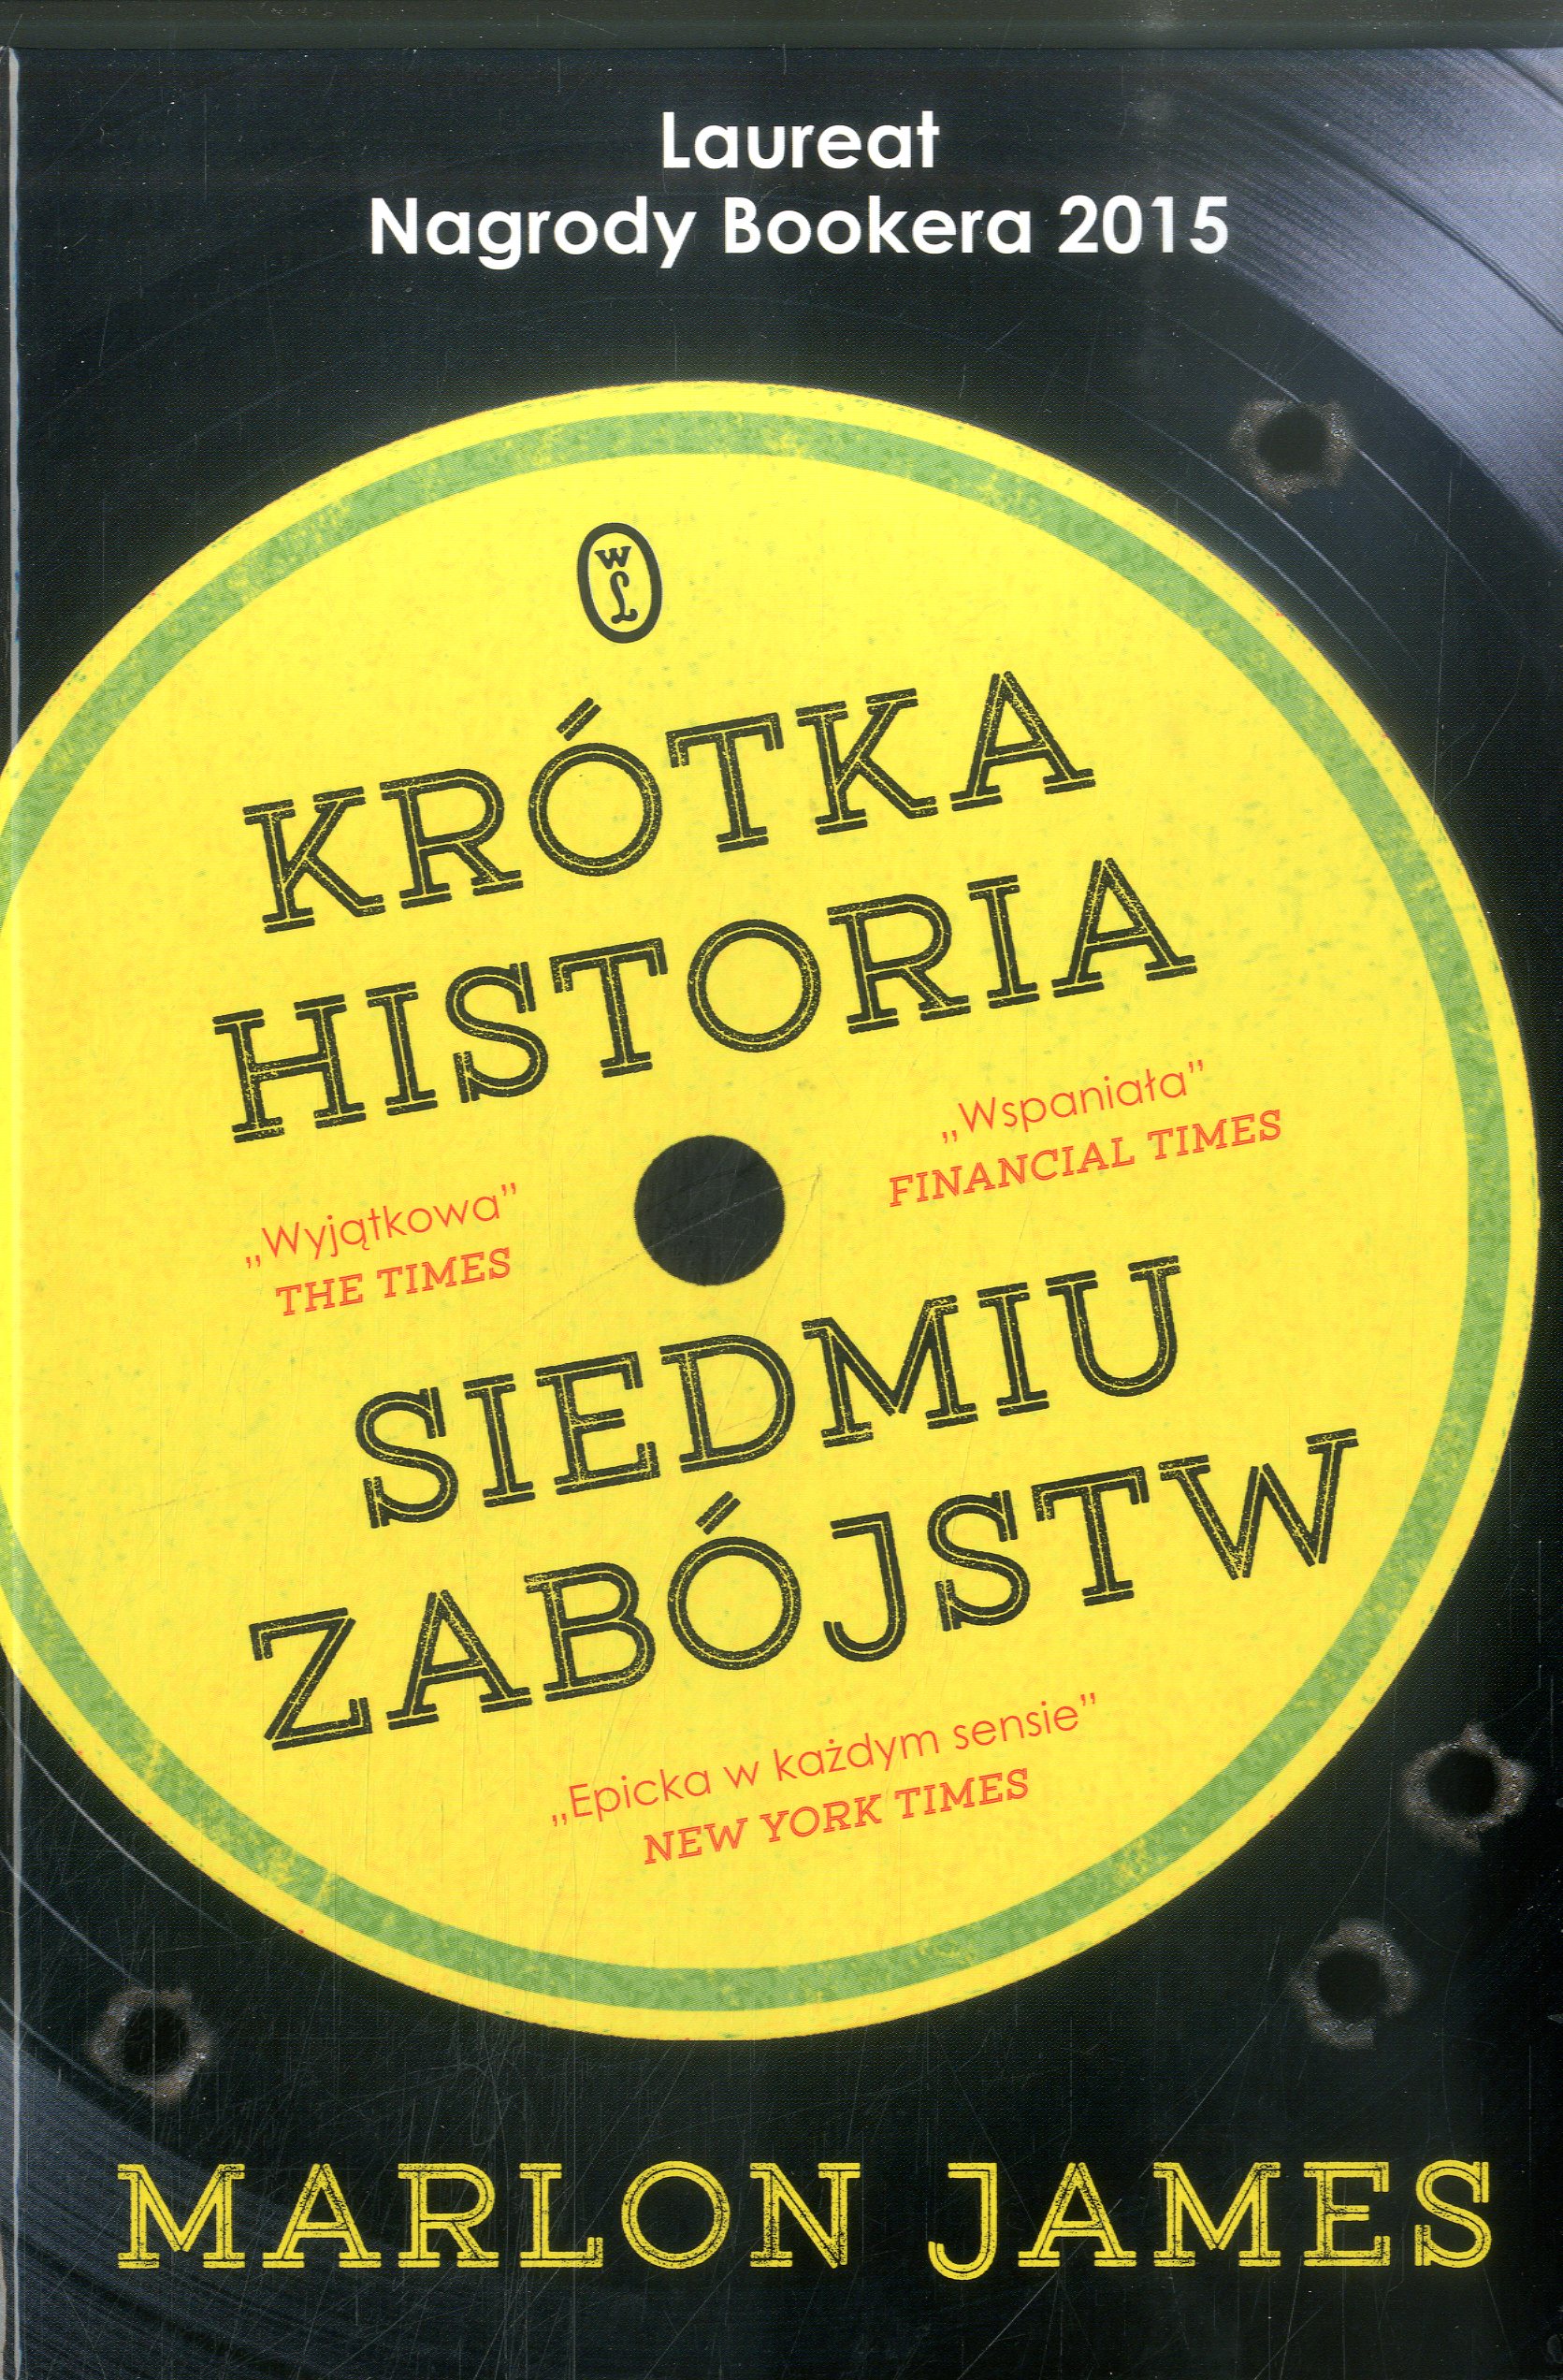 Laureat
Nagrody Bookera 2015
WL
KRÓTKA
HISTORIA
„Wspaniała”
FINANCIAL TIMES
„Wyjątkowa”
THE TIMES
SIEDMIU
ZABÓJSTW
„Epicka w każdym sensie”
NEW YORK TIMES
MARLON JAMES